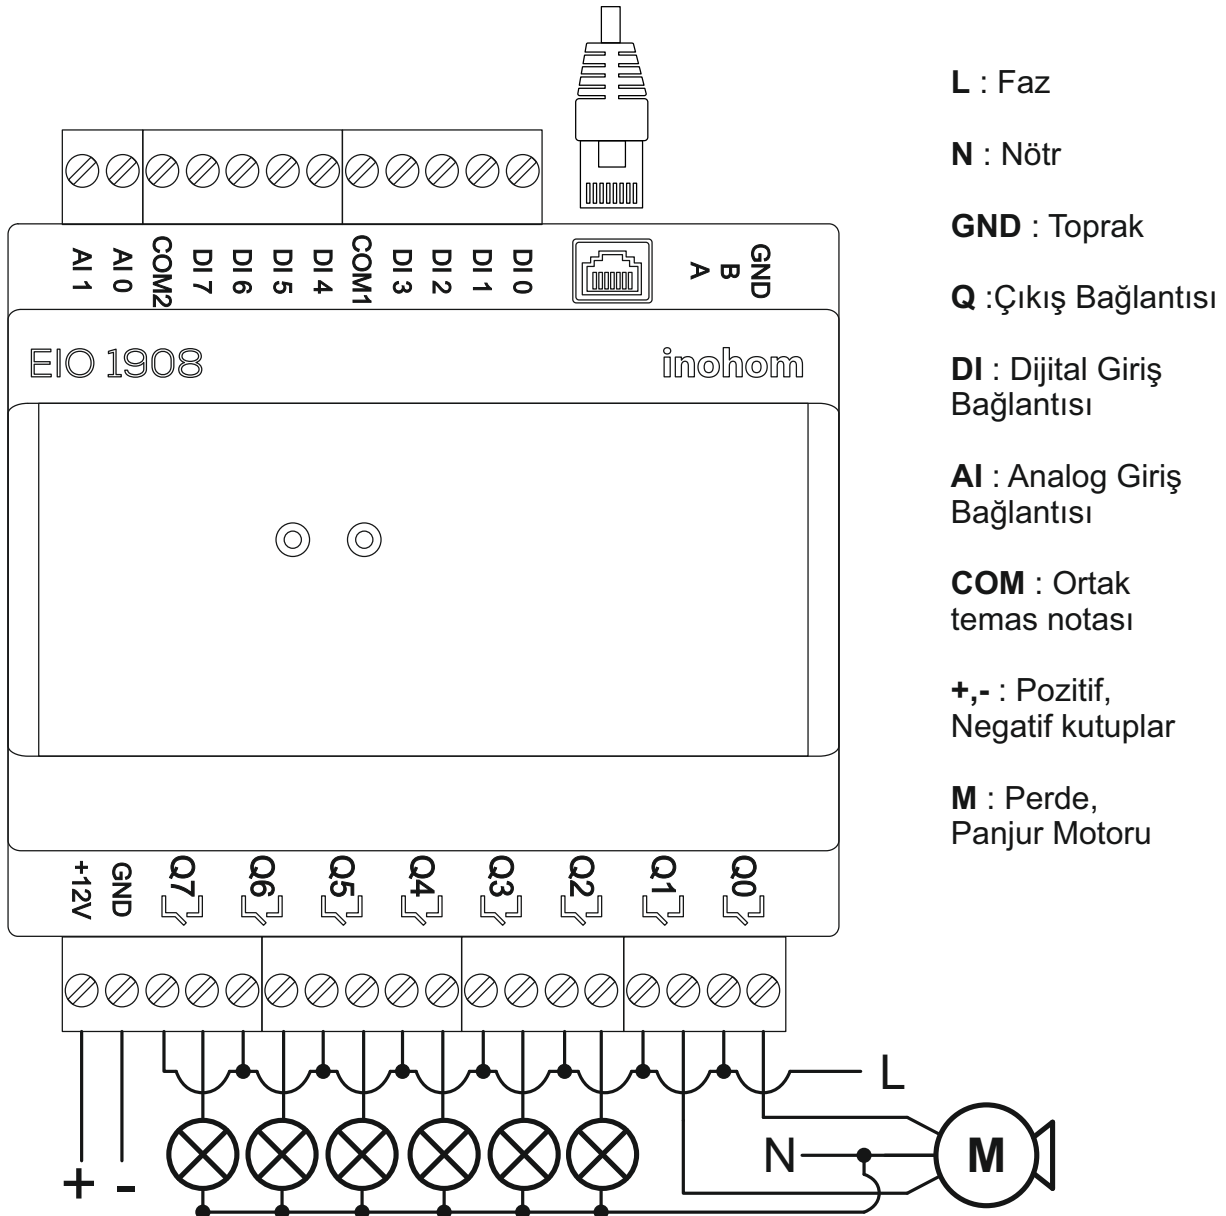 L : Faz
N : Nötr
GND : Toprak
Q :Çıkış Bağlantısı
DI : Dijital Giriş
Bağlantısı
AI : Analog Giriş
Bağlantısı
COM : Ortak
temas notası
+,- : Pozitif,
Negatif kutuplar
M : Perde,
Panjur Motoru
AI 1 AI 0 COM2 DI 7 DI 6 DI 5 DI 4 COM1 DI 3 DI 2 DI 1 DI 0 A B GND
EIO 1908 inohom
+12V GND Q7 Q6 Q5 Q4 Q3 Q2 Q1 Q0
L
N M
+ -